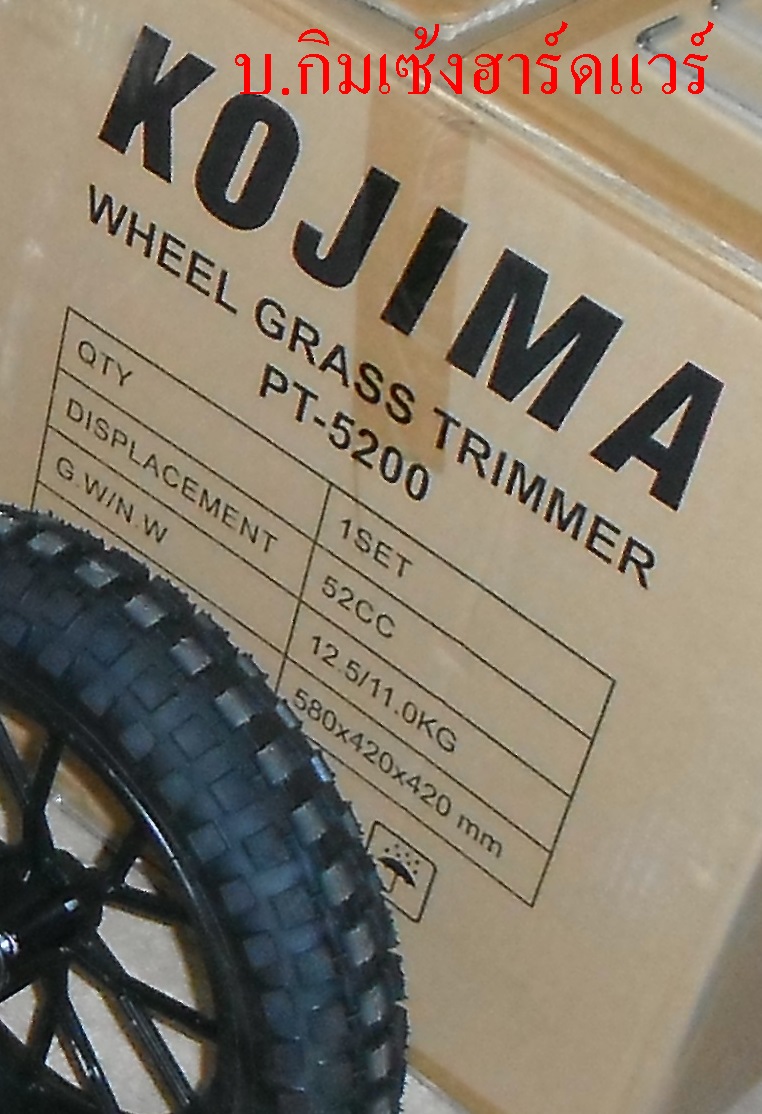 บ.กิมเซ้งฮาร์ดแวร์
KOJIMA
WHEEL GRASS TRIMMER
PT-5200
QTY 1SET
DISPLACEMENT 52CC
G.W/N.W 12.5/11.0KG
580x420x420 mm